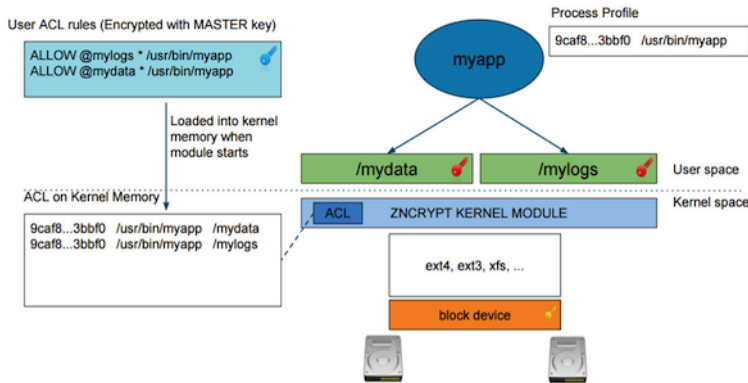 User ACL rules (Encrypted with MASTER key)
ALLOW @mylogs * /usr/bin/myapp
ALLOW @mydata * /usr/bin/myapp
Loaded into kernel
memory when
module starts
ACL on Kernel Memory
9caf8...3bbf0 /usr/bin/myapp /mydata
9caf8...3bbf0 /usr/bin/myapp /mylogs
Process Profile
9caf8...3bbf0 /usr/bin/myapp
myapp
/mydata
/mylogs
User space
Kernel space
ACL
ZNCRYPT KERNEL MODULE
ext4, ext3, xfs, ...
block device